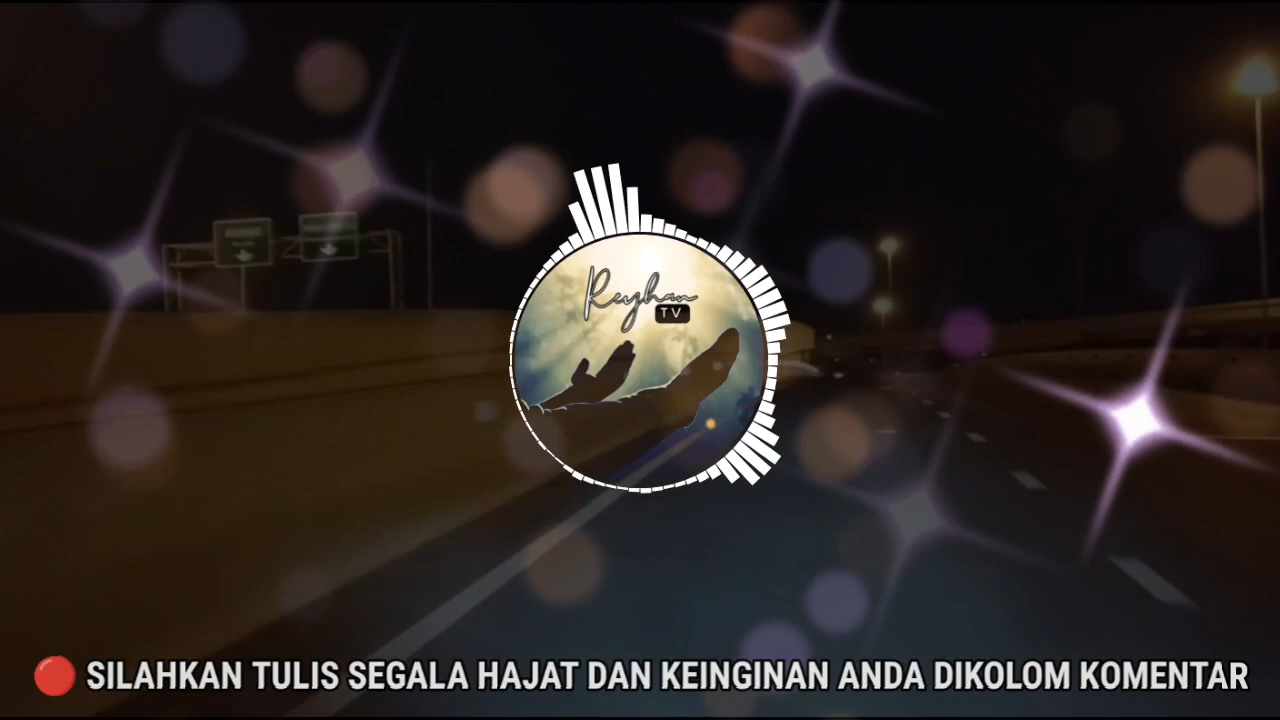 Reyhan
TV
🔴 SILAHKAN TULIS SEGALA HAJAT DAN KEINGINAN ANDA DIKOLOM KOMENTAR